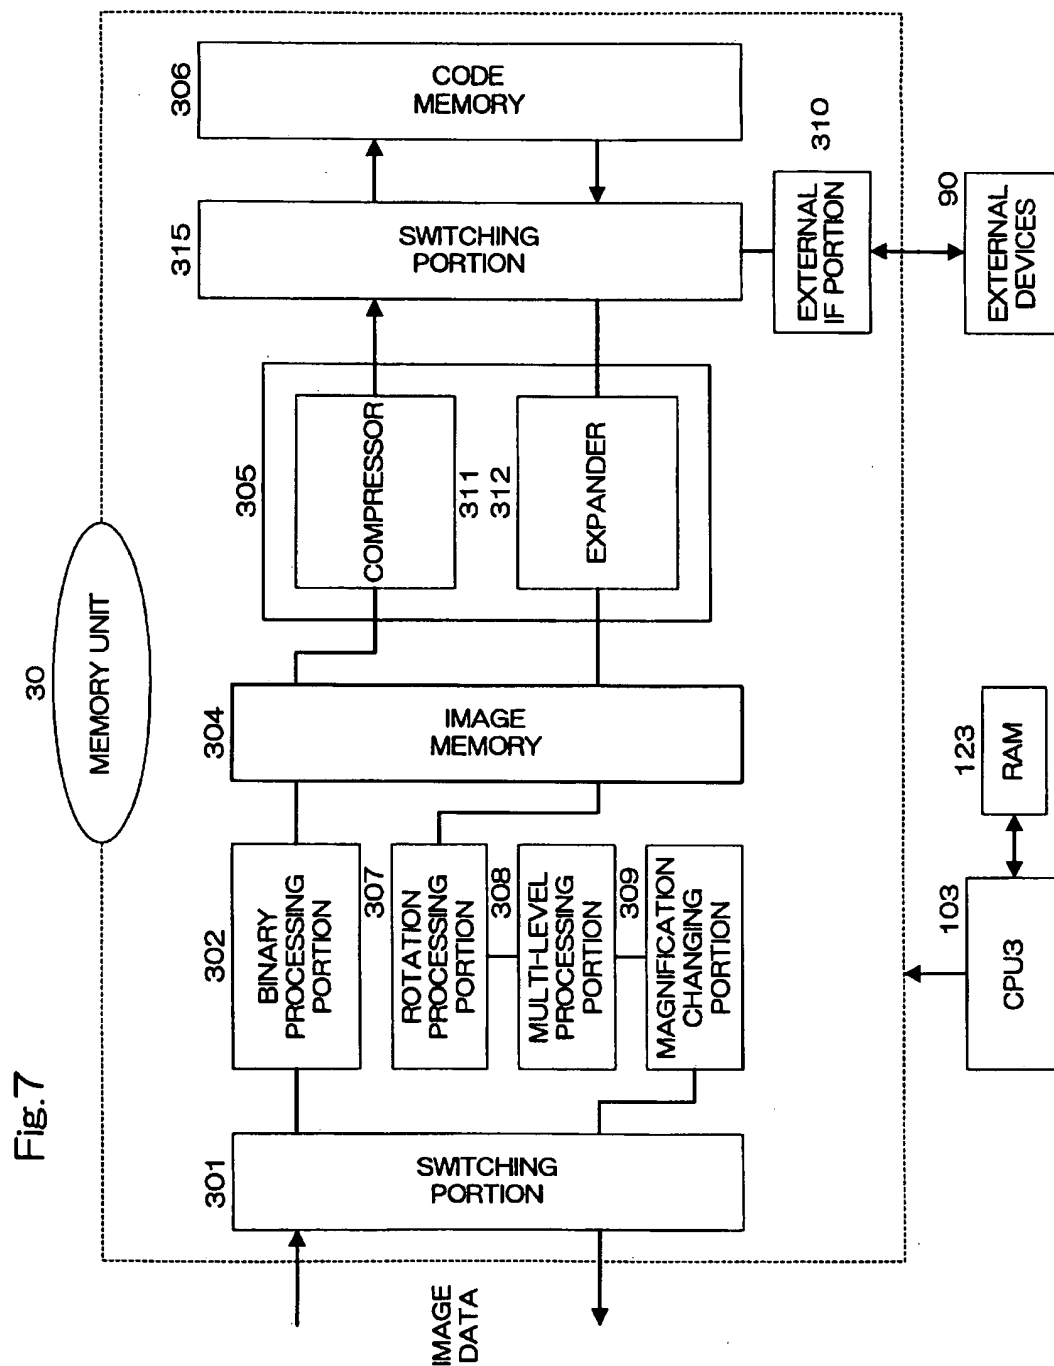 Fig.7
30
MEMORY UNIT
IMAGE
DATA
301
SWITCHING
PORTION
302
BINARY
PROCESSING
PORTION
307
ROTATION
PROCESSING
PORTION
308
MULTI-LEVEL
PROCESSING
PORTION
309
MAGNIFICATION
CHANGING
PORTION
304
IMAGE
MEMORY
305
COMPRESSOR
311
312
EXPANDER
315
SWITCHING
PORTION
306
CODE
MEMORY
310
EXTERNAL
IF PORTION
90
EXTERNAL
DEVICES
103
CPU3
123
RAM